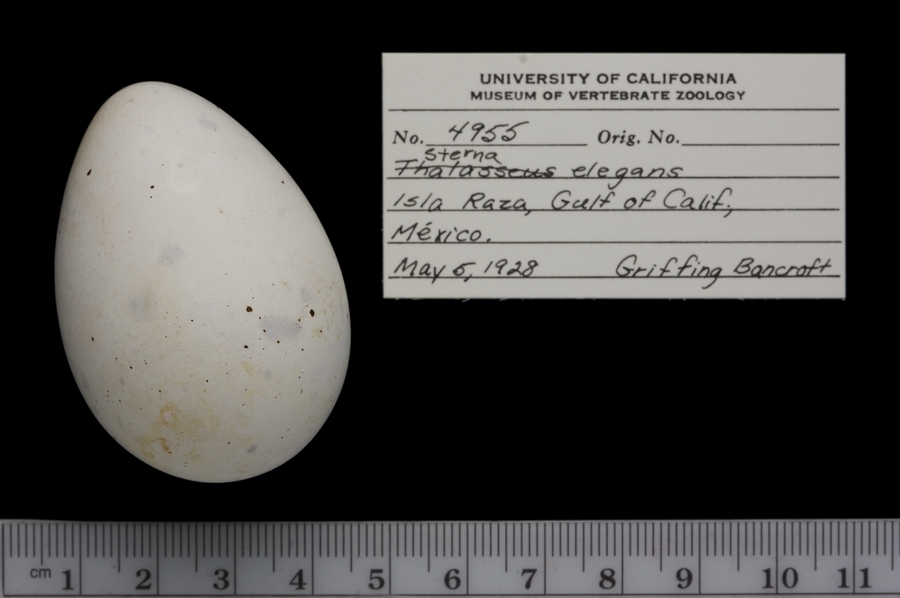 UNIVERSITY OF CALIFORNIA
MUSEUM OF VERTEBRATE ZOOLOGY
No. 4955 Orig. No.
Sterna
Thalasseus elegans
Isla Raza, Gulf of Calif,
México.
May 5, 1928 Griffing Bancroft
cm 1 2 3 4 5 6 7 8 9 10 11